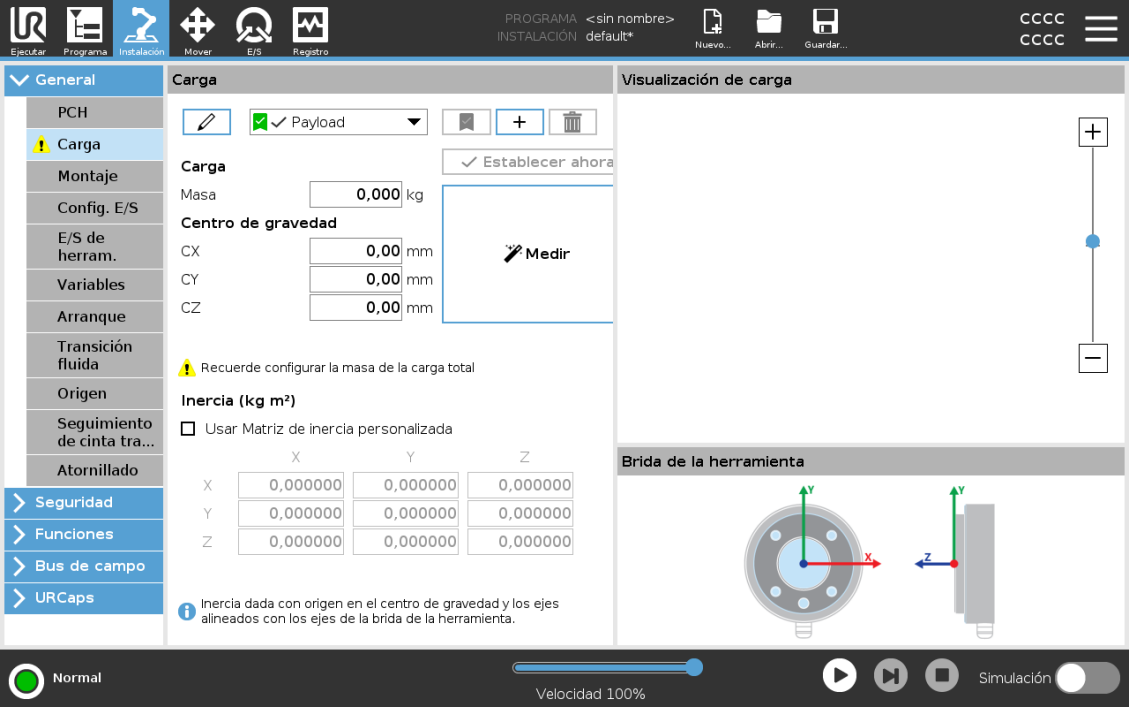 UR
Ejecutar
Programa
Instalación
Mover
E/S
Registro
PROGRAMA <sin nombre>
INSTALACIÓN default*
Nuevo...
Abrir...
Guardar...
CCCC
CCCC
General
PCH
Carga
Montaje
Config. E/S
E/S de
herram.
Variables
Arranque
Transición
fluida
Origen
Seguimiento
de cinta tra...
Atornillado
Seguridad
Funciones
Bus de campo
URCaps
Carga
Payload
Establecer ahora
Carga
Masa 0,000 kg
Centro de gravedad
CX 0,00 mm
CY 0,00 mm
CZ 0,00 mm
Medir
Recuerde configurar la masa de la carga total
Inercia (kg m²)
Usar Matriz de inercia personalizada
X Y Z
X 0,000000 0,000000 0,000000
Y 0,000000 0,000000 0,000000
Z 0,000000 0,000000 0,000000
Inercia dada con origen en el centro de gravedad y los ejes
alineados con los ejes de la brida de la herramienta.
Visualización de carga
Brida de la herramienta
Y
X
Y
Z
Normal
Velocidad 100%
Simulación